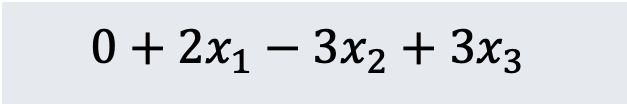 0 + 2x₁ − 3x₂ + 3x₃